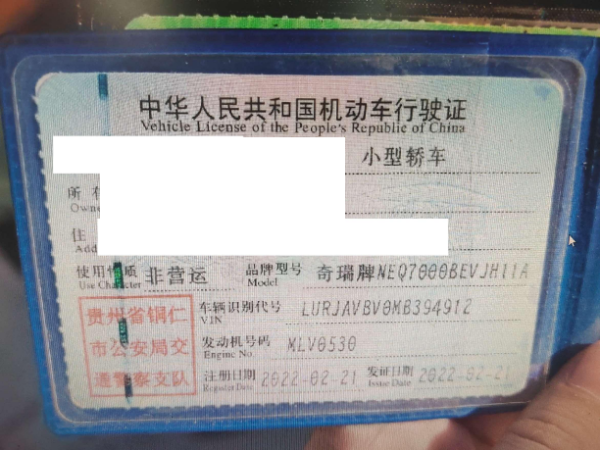 中华人民共和国机动车行驶证
Vehicle License of the People's Republic of China
小型轿车
所
Owne
住
Add
使用性质 非营运 品牌型号 奇瑞牌NEQ7000BEVJH11A
Use Character Model
车辆识别代号 LURJAVBV0MB394912
VIN
发动机号码 MLV0530
Engine No
注册日期 2022-02-21 发证日期 2022-02-21
Register Date Issue Date
贵州省铜仁
市公安局交
通警察支队